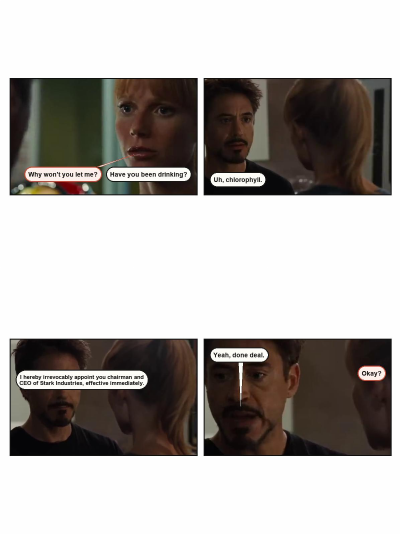 Why won't you let me?
Have you been drinking?
Uh, chlorophyll.
I hereby irrevocably appoint you chairman and
CEO of Stark Industries, effective immediately.
Yeah, done deal.
Okay?